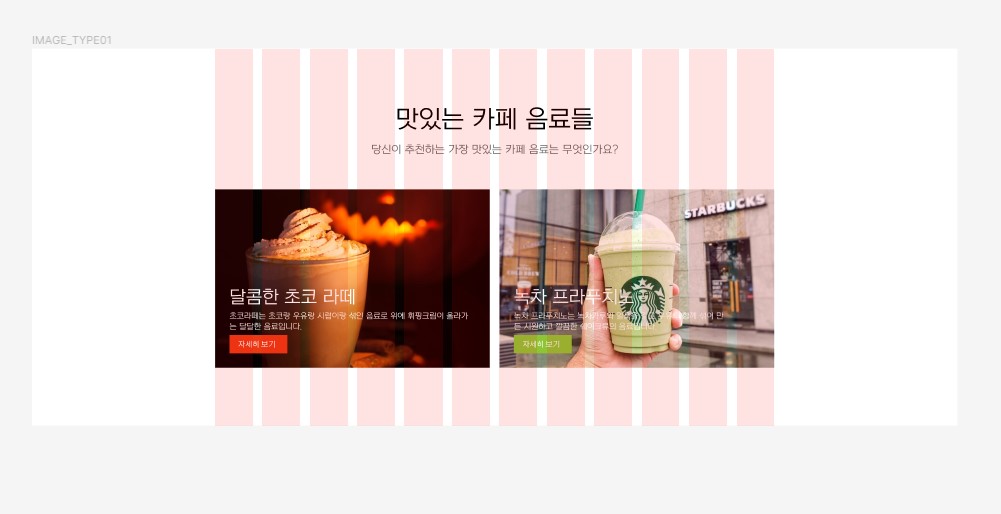 IMAGE_TYPE01
맛있는 카페 음료들
당신이 추천하는 가장 맛있는 카페 음료는 무엇인가요?
STARBUCKS
달콤한 초코 라떼
초코라떼는 초코랑 우유랑 시럽이랑 섞인 음료로 위에 휘핑크림이 올라가
는 달달한 음료입니다.
자세히 보기
녹차 프라푸치노
녹차 프라푸치노는
든 시원하고 깔끔한 음료입니다.
자세히 보기